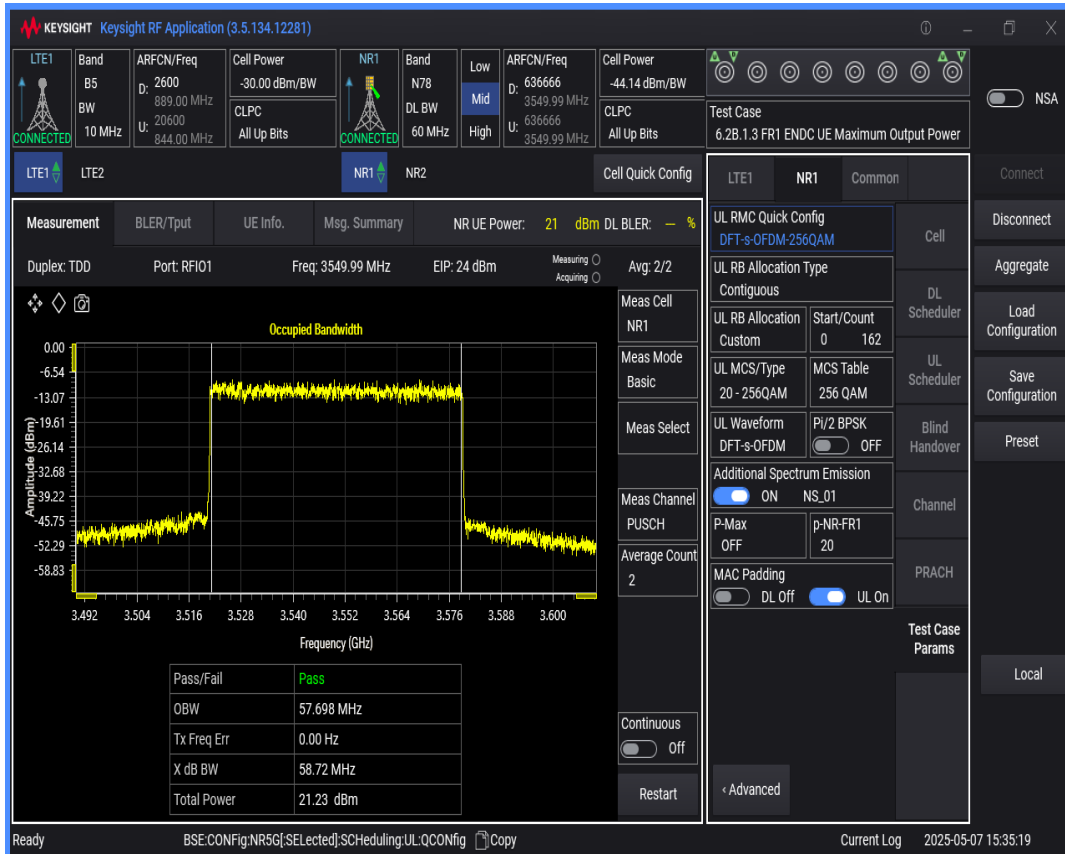 KEYSIGHT Keysight RF Application (3.5.134.12281)
LTE1
CONNECTED
Band
B5
BW
10 MHz
ARFCN/Freq
D: 2600
889.00 MHz
U: 20600
844.00 MHz
Cell Power
-30.00 dBm/BW
CLPC
All Up Bits
NR1
CONNECTED
Band
N78
DL BW
60 MHz
Low
Mid
High
ARFCN/Freq
D: 636666
3549.99 MHz
U: 636666
3549.99 MHz
Cell Power
-44.14 dBm/BW
CLPC
All Up Bits
Test Case
6.2B.1.3 FR1 ENDC UE Maximum Output Power
NSA
LTE1 LTE2 NR1 NR2 Cell Quick Config
Measurement BLER/Tput UE Info. Msg. Summary NR UE Power: 21 dBm DL BLER: — %
Duplex: TDD Port: RFIO1 Freq: 3549.99 MHz EIP: 24 dBm Measuring Acquiring Avg: 2/2
Occupied Bandwidth
Amplitude (dBm)
0.00
-6.54
-13.07
-19.61
-26.14
-32.68
-39.22
-45.75
-52.29
-58.83
3.492 3.504 3.516 3.528 3.540 3.552 3.564 3.576 3.588 3.600
Frequency (GHz)
Pass/Fail Pass
OBW 57.698 MHz
Tx Freq Err 0.00 Hz
X dB BW 58.72 MHz
Total Power 21.23 dBm
Meas Cell
NR1
Meas Mode
Basic
Meas Select
Meas Channel
PUSCH
Average Count
2
Continuous
Off
Restart
LTE1 NR1 Common
UL RMC Quick Config
DFT-s-OFDM-256QAM
UL RB Allocation Type
Contiguous
UL RB Allocation
Custom
Start/Count
0 162
UL MCS/Type
20 - 256QAM
MCS Table
256 QAM
UL Waveform
DFT-s-OFDM
Pi/2 BPSK
OFF
Additional Spectrum Emission
ON NS_01
P-Max
OFF
p-NR-FR1
20
MAC Padding
DL Off UL On
‹ Advanced
Cell
DL
Scheduler
UL
Scheduler
Blind
Handover
Channel
PRACH
Test Case
Params
Connect
Disconnect
Aggregate
Load
Configuration
Save
Configuration
Preset
Local
Ready BSE:CONFig:NR5G[:SELected]:SCHeduling:UL:QCONfig Copy Current Log 2025-05-07 15:35:19